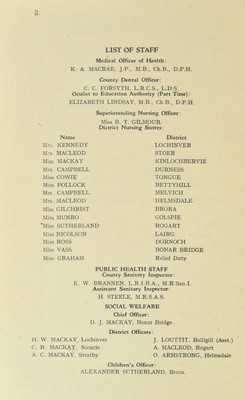 2.
LIST OF STAFF
Medical Officer of Health:
K. A. MACRAE, J.P., M.B., Ch.B., D.P.H.
County Dental Officer:
C. C. FORSYTH, L.R.C.S., L.D.S.
Oculist to Education Authority (Part Time):
ELIZABETH LINDSAY, M.B., Ch.B., D.P.H
Superintending Nursing Officer:
Miss B. T. GILMOUR.
District Nursing Sisters:
Name District
Mrs. KENNEDY LOCHINVER
Mrs. MACLEOD STOER
Miss MACKAY KINLOCHBERVIE
Mrs. CAMPBELL DURNESS
Miss COWIE TONGUE
Miss POLLOCK BETTYHILL
Mrs. CAMPBELL MELVICH
Mrs. MACLEOD HELMSDALE
Miss GILCHRIST BRORA
Miss MUNRO GOLSPIE
*Miss SUTHERLAND ROGART
Miss NICOLSON LAIRG
Miss ROSS DORNOCH
Miss VASS BONAR BRIDGE
Miss GRAHAM Relief Duty
PUBLIC HEALTH STAFF
County Sanitary Inspector:
E. W. BRANNEN, L.R.I.B.A., M.R San.I.
Assistant Sanitary Inspector:
H. STEELE, M.R.S.A.S.
SOCIAL WELFARE
Chief Officer:
D. J. MACKAY, Bonar Bridge.
District Officers:
H. W. MACKAY, Lochinver J. LOUTTIT, Balligill (Asst.)
C. B. MACKAY, Scourie A. MACLEOD, Rogart
A. C. MACKAY, Strathy O. ARMSTRONG, Helmsdale
Children's Officer:
ALEXANDER SUTHERLAND, Brora.